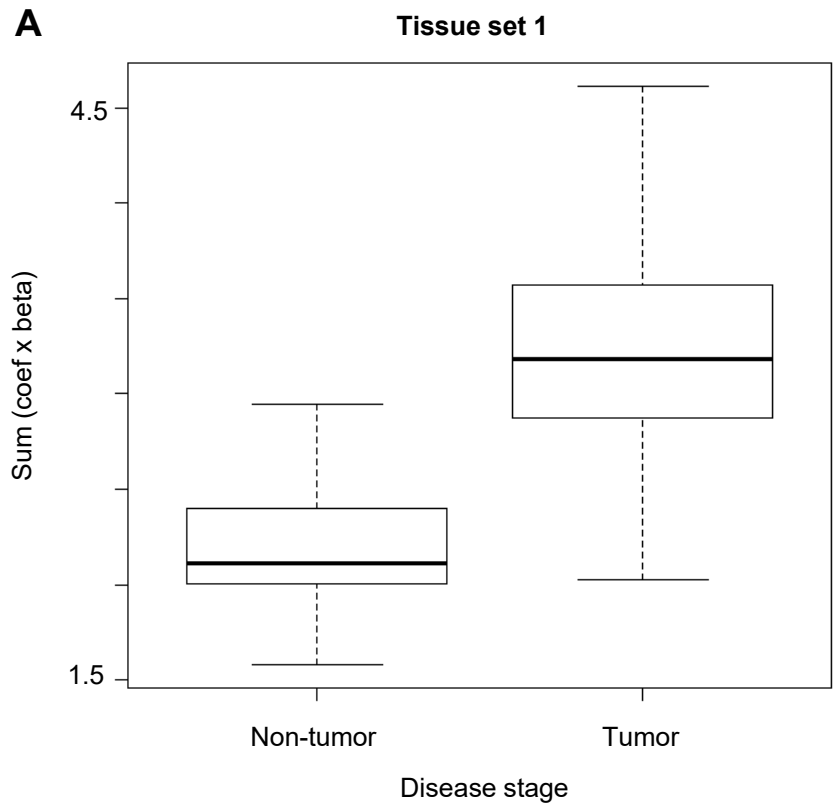 A
Tissue set 1
4.5
Sum (coef x beta)
1.5
Non-tumor
Tumor
Disease stage